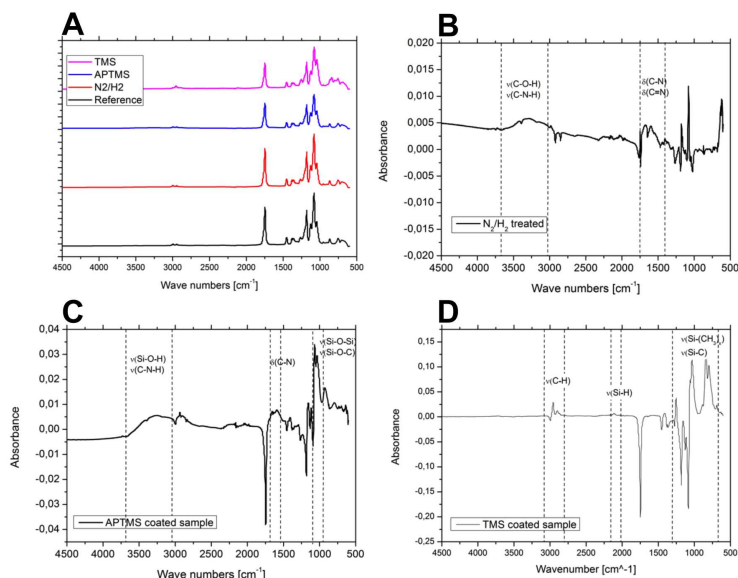 A
TMS
APTMS
N2/H2
Reference
4500 4000 3000 2000 1500 1000 500
Wave numbers [cm⁻¹]
B
Absorbance
0,020
0,015
0,010
0,005
0,000
-0,005
-0,010
-0,015
-0,020
ν(C-O-H)
ν(C-N-H)
δ(C-N)
δ(C=N)
N₂/H₂ treated
4500 4000 3500 3000 2500 2000 1500 1000 500
Wave numbers [cm⁻¹]
C
Absorbance
0,04
0,03
0,02
0,01
0,00
-0,01
-0,02
-0,03
-0,04
ν(Si-O-H)
ν(C-N-H)
δ(C-N)
ν(Si-O-Si)
ν(Si-O-C)
APTMS coated sample
4500 4000 3500 3000 2500 2000 1500 1000 500
Wave numbers [cm⁻¹]
D
Absorbance
0,20
0,15
0,10
0,05
0,00
-0,05
-0,10
-0,15
-0,20
0,25
ν(C-H)
ν(Si-H)
ν(Si-(CH₃)ₓ)
ν(Si-C)
TMS coated sample
4500 4000 3500 3000 2500 2000 1500 1000 500
Wavenumber [cm^-1]